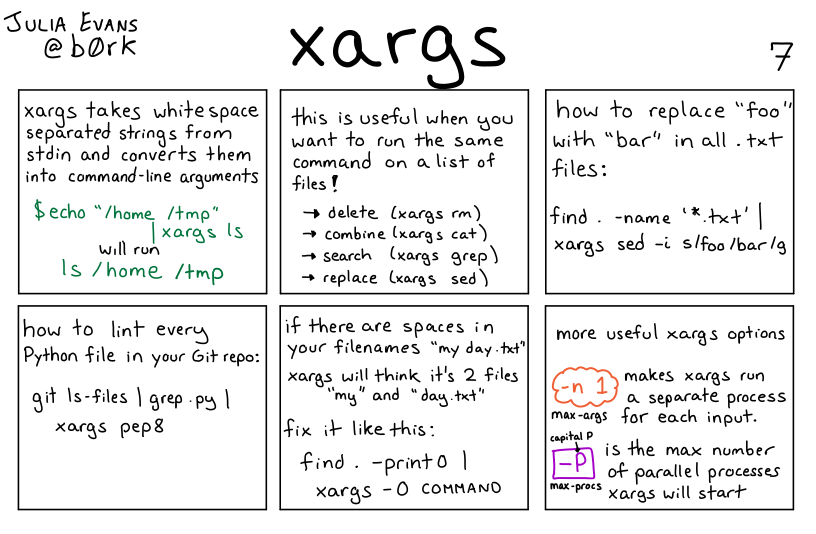 JULIA EVANS
@b0rk
xargs
7
xargs takes whitespace
separated strings from
stdin and converts them
into command-line arguments
$echo "/home /tmp"
| xargs ls
will run
ls /home /tmp
this is useful when you
want to run the same
command on a list of
files!
→ delete (xargs rm)
→ combine (xargs cat)
→ search (xargs grep)
→ replace (xargs sed)
how to replace "foo"
with "bar" in all .txt
files:
find . -name '*.txt' |
xargs sed -i s/foo/bar/g
how to lint every
Python file in your Git repo:
git ls-files | grep .py |
xargs pep8
if there are spaces in
your filenames "my day.txt"
xargs will think it's 2 files
"my" and "day.txt"
fix it like this:
find . -print0 |
xargs -0 COMMAND
more useful xargs options
-n 1
max-args
makes xargs run
a separate process
for each input.
capital P
-P
max-procs
is the max number
of parallel processes
xargs will start